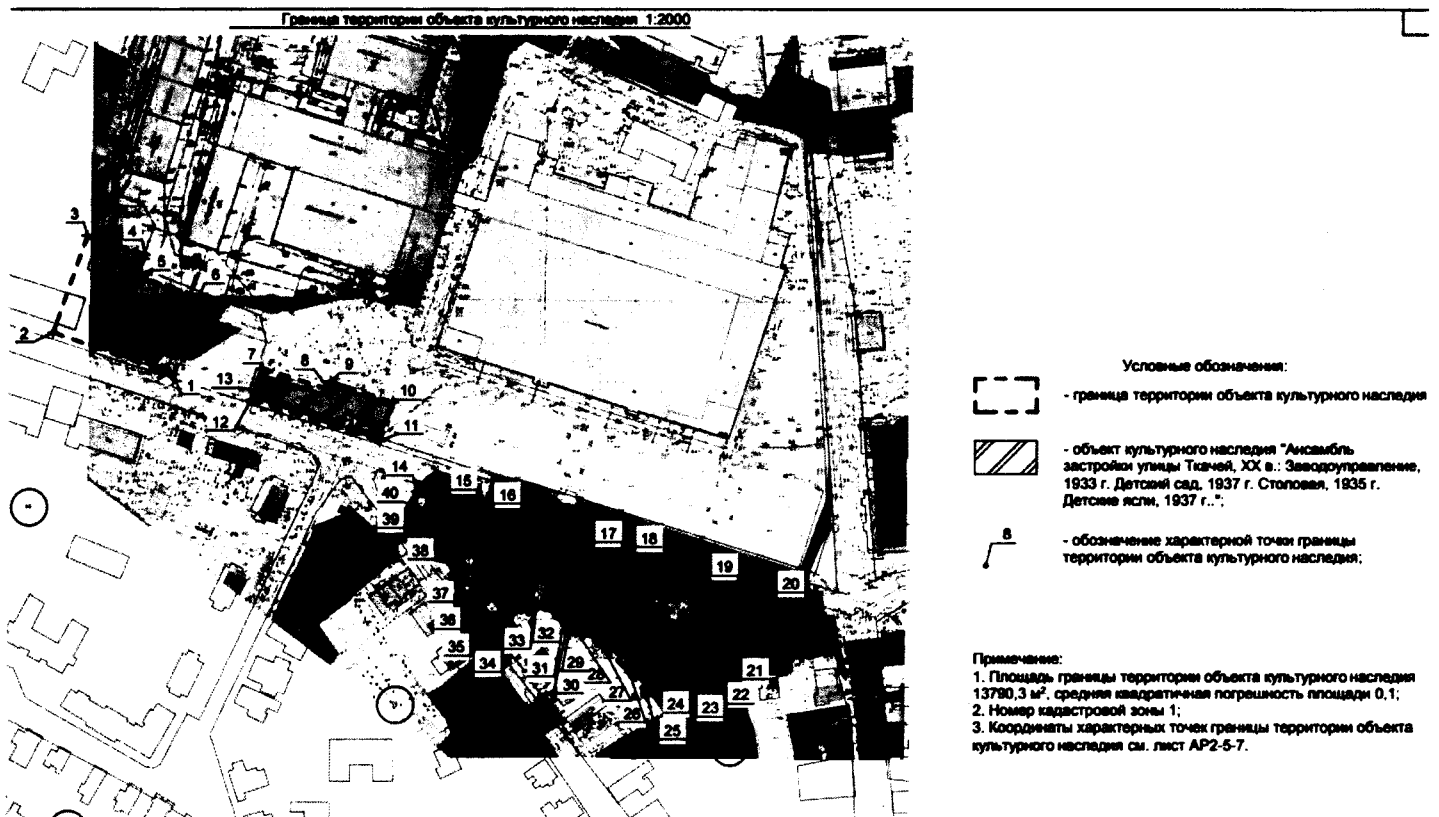 Граница территории объекта культурного наследия 1:2000
3
4
5
6
2
7
8
9
1
13
10
12
11
14
15
16
40
39
17
18
38
19
20
37
36
33
32
35
34
31
29
21
28
30
27
22
24
23
26
25
Условные обозначения:
- граница территории объекта культурного наследия
- объект культурного наследия "Ансамбль
застройки улицы Ткачей, XX в.: Заводоуправление,
1933 г. Детский сад, 1937 г. Столовая, 1935 г.
Детские ясли, 1937 г..";
8
- обозначение характерной точки границы
территории объекта культурного наследия;
Примечание:
1. Площадь границы территории объекта культурного наследия
13790,3 м², средняя квадратичная погрешность площади 0,1;
2. Номер кадастровой зоны 1;
3. Координаты характерных точек границы территории объекта
культурного наследия см. лист АР2-5-7.